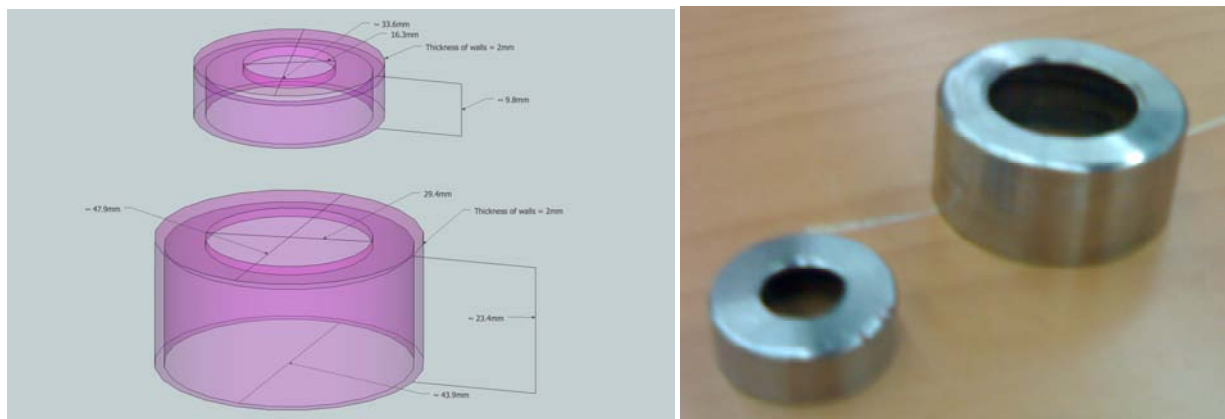 ≈ 33.6mm
16.3mm
Thickness of walls = 2mm
≈ 9.8mm
29.4mm
≈ 47.9mm
Thickness of walls = 2mm
≈ 23.4mm
≈ 43.9mm